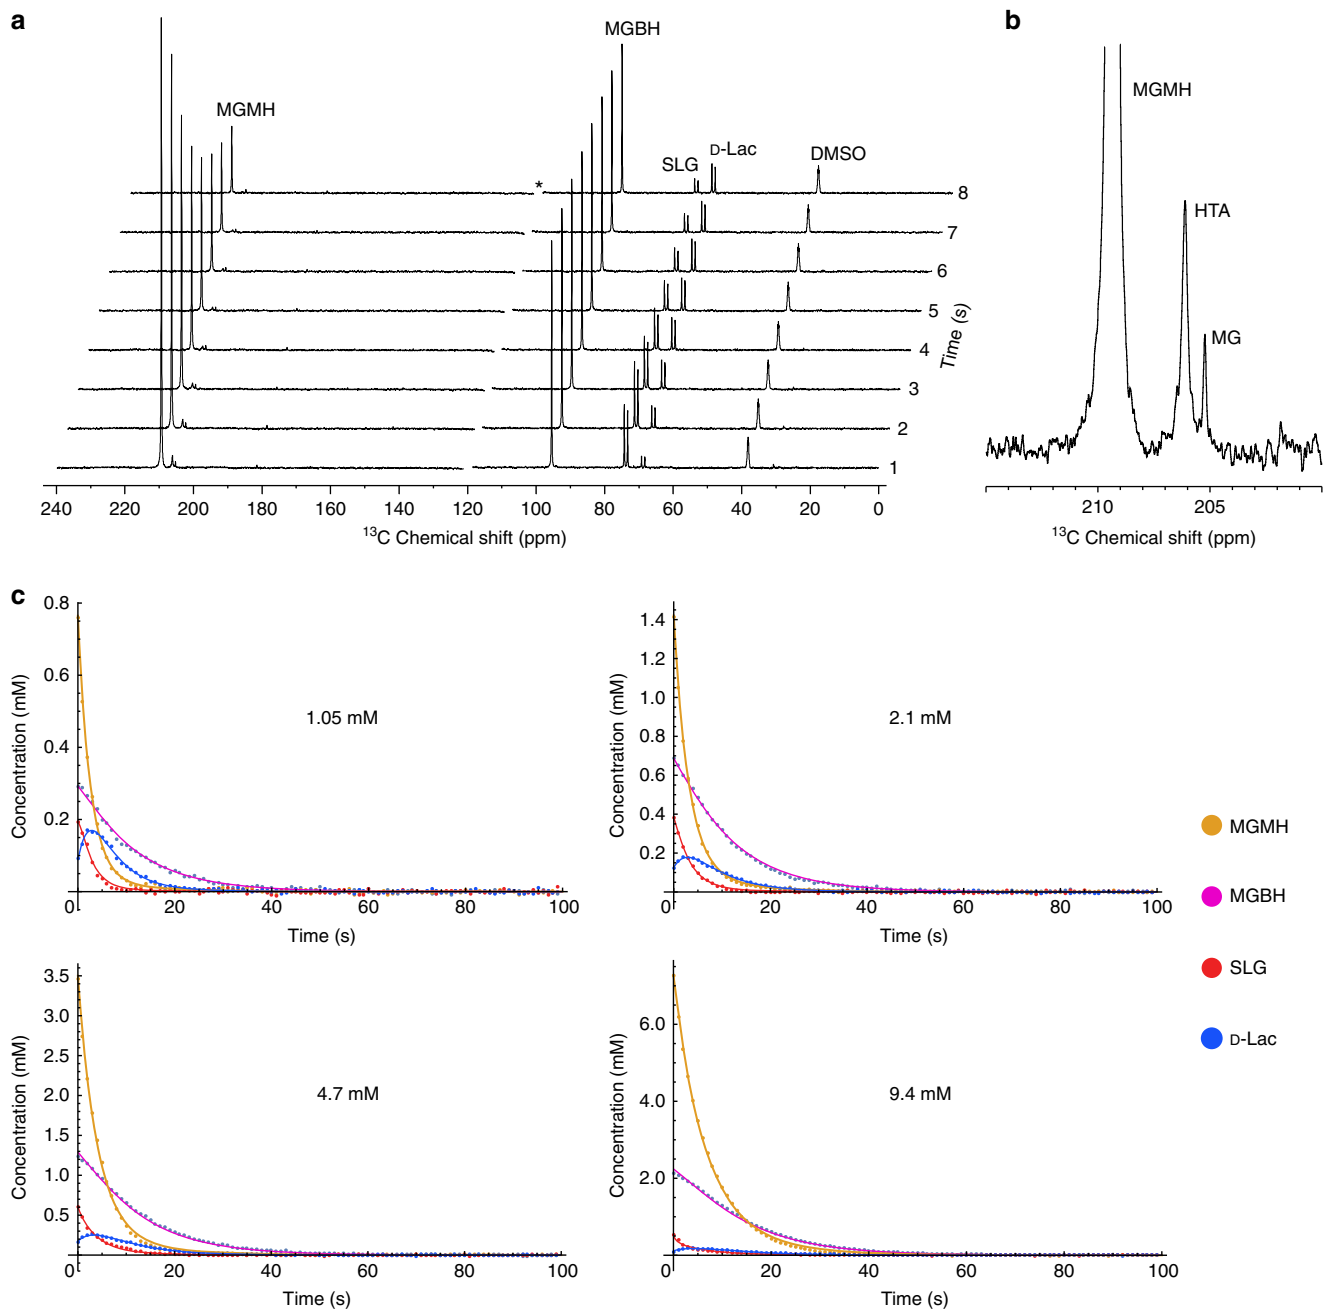 a
MGMH
MGBH
SLG
D-Lac
DMSO
*
8
7
6
5
4
3
2
1
Time (s)
240 220 200 180 160 140 120 100 80 60 40 20 0
¹³C Chemical shift (ppm)
b
MGMH
HTA
MG
210 205
¹³C Chemical shift (ppm)
c
Concentration (mM)
0.8
0.6
0.4
0.2
1.05 mM
0 20 40 60 80 100
Time (s)
Concentration (mM)
1.4
1.2
1.0
0.8
0.6
0.4
0.2
2.1 mM
0 20 40 60 80 100
Time (s)
Concentration (mM)
3.5
3.0
2.5
2.0
1.5
1.0
0.5
4.7 mM
0 20 40 60 80 100
Time (s)
Concentration (mM)
6.0
4.0
2.0
9.4 mM
0 20 40 60 80 100
Time (s)
MGMH
MGBH
SLG
D-Lac